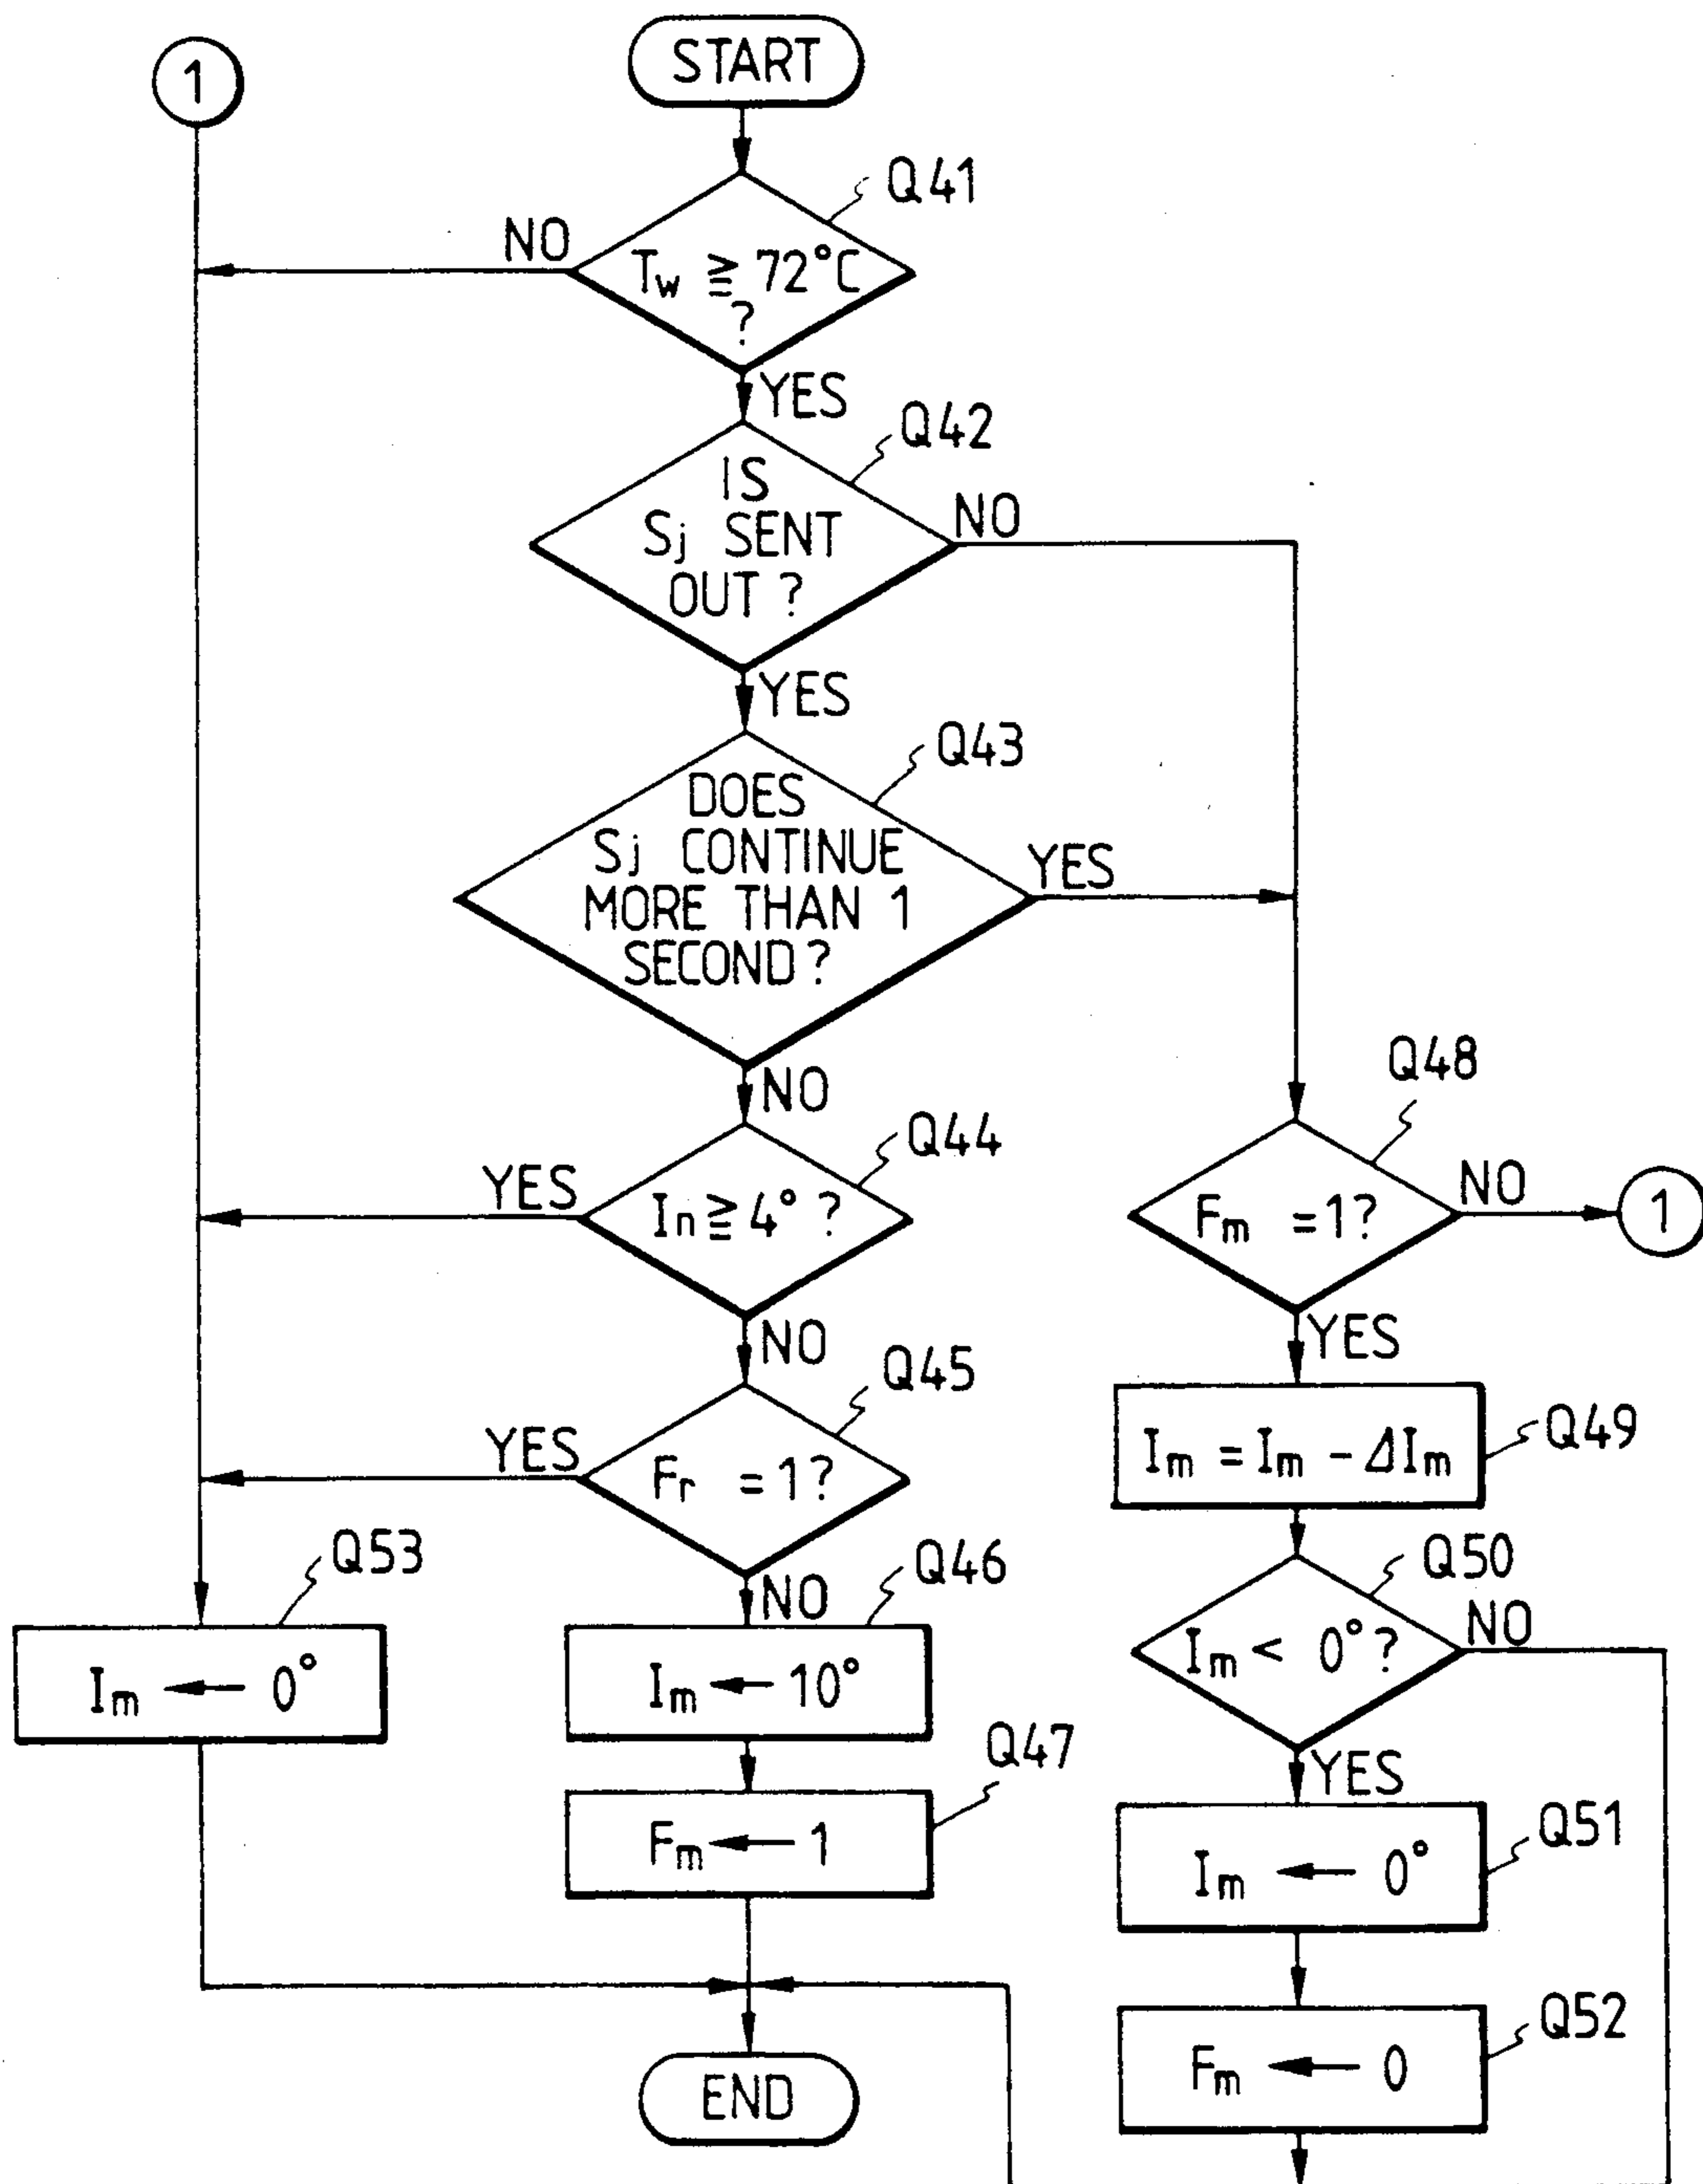 1
START
Q41
NO
Tw ≧ 72°C
?
YES
Q42
IS
Sj SENT
OUT ?
NO
YES
Q43
DOES
Sj CONTINUE
MORE THAN 1
SECOND ?
YES
NO
Q44
YES
In ≧ 4° ?
NO
Q48
Fm = 1?
NO
1
YES
Q45
YES
Fr = 1?
NO
Q49
Im = Im - ΔIm
Q53
Im ← 0°
Q46
Im ← 10°
Q50
Im < 0° ?
NO
YES
Q47
Fm ← 1
Q51
Im ← 0°
Q52
Fm ← 0
END